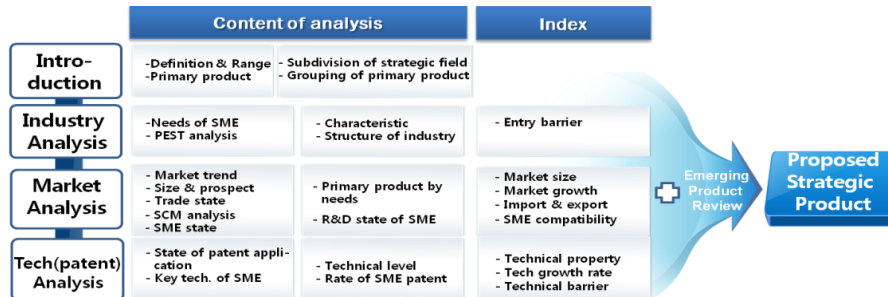 Content of analysis
Index
Intro-
duction
-Definition & Range
-Primary product
-Subdivision of strategic field
- Grouping of primary product
Industry
Analysis
-Needs of SME
- PEST analysis
- Characteristic
- Structure of industry
- Entry barrier
Market
Analysis
- Market trend
- Size & prospect
- Trade state
- SCM analysis
- SME state
- Primary product by
needs
- R&D state of SME
- Market size
- Market growth
- Import & export
- SME compatibility
Tech(patent)
Analysis
- State of patent appli-
cation
- Key tech. of SME
- Technical level
- Rate of SME patent
- Technical property
- Tech growth rate
- Technical barrier
Emerging
Product
Review
Proposed
Strategic
Product